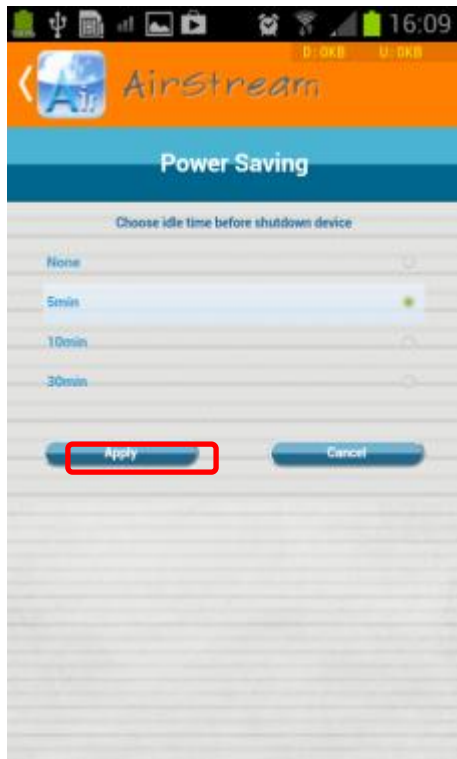 16:09
D: 0KB U: 0KB
Air AirStream
Power Saving
Choose idle time before shutdown device
None
5min
10min
30min
Apply Cancel